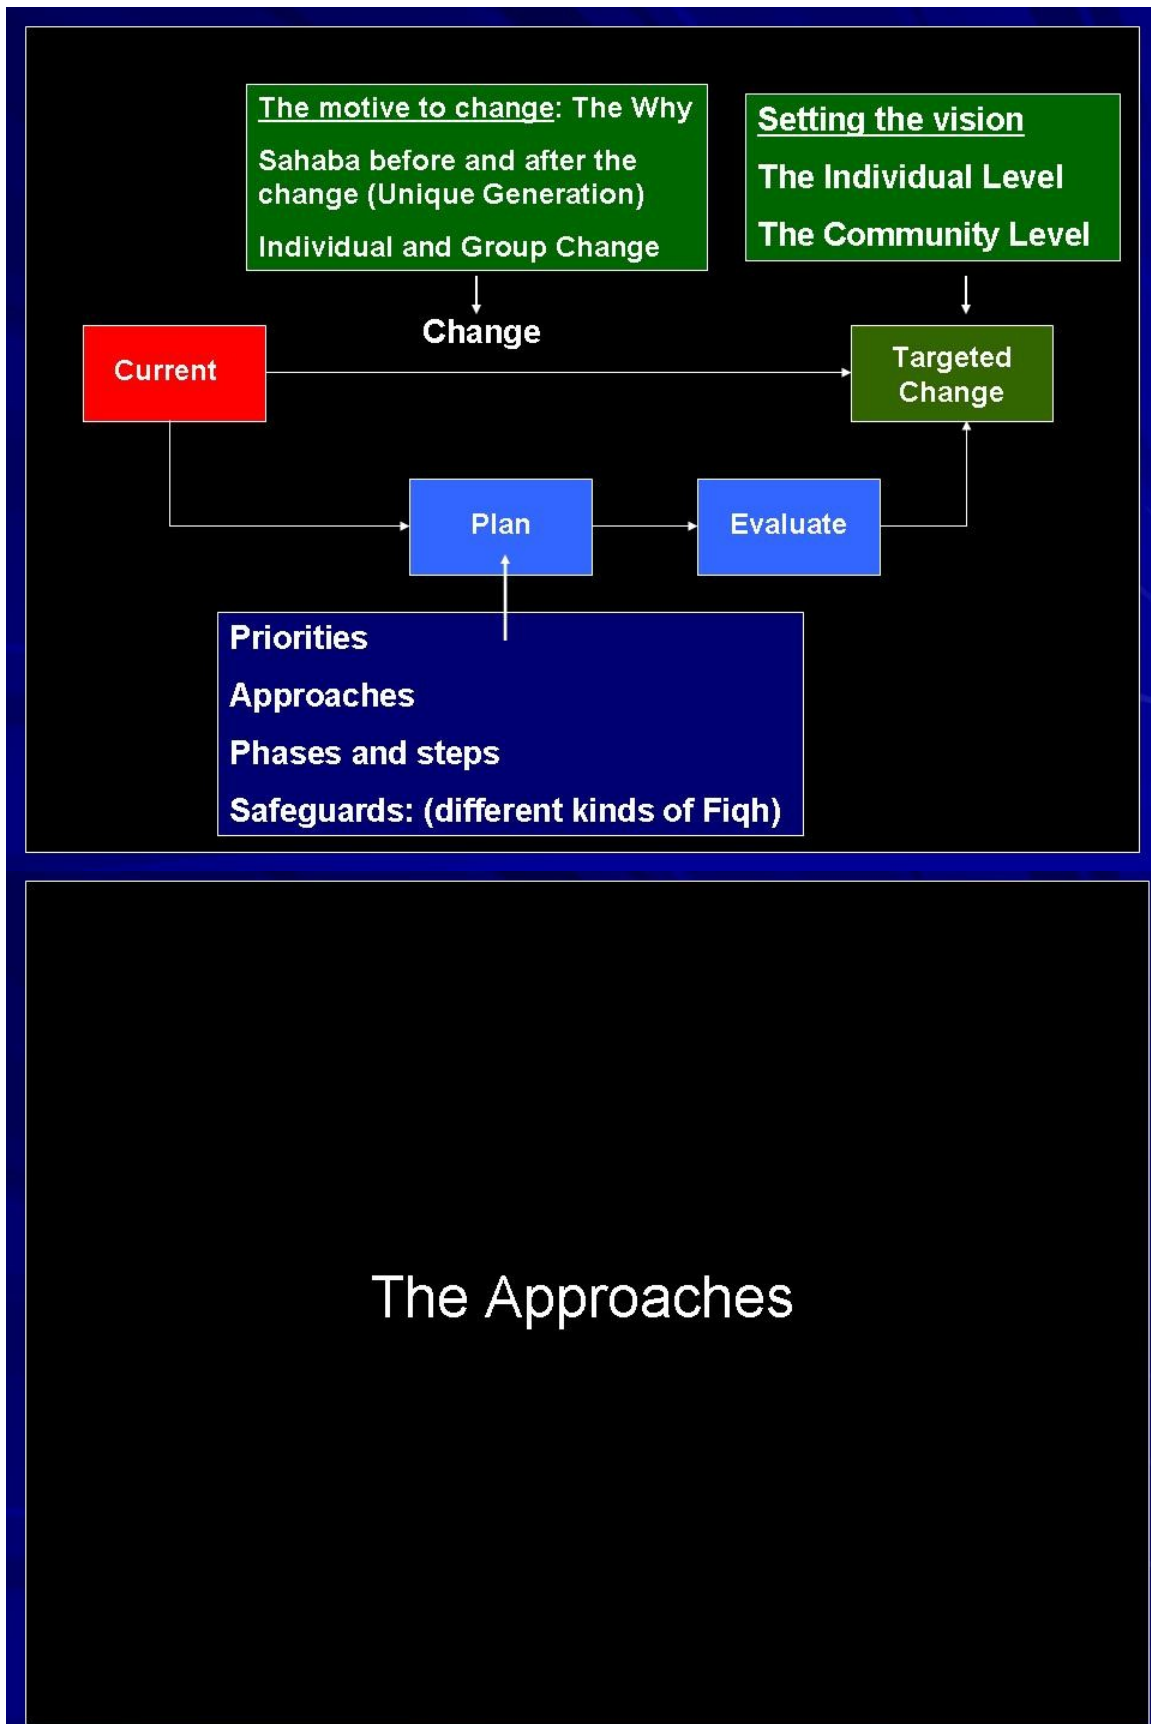 The motive to change: The Why
Sahaba before and after the
change (Unique Generation)
Individual and Group Change
Setting the vision
The Individual Level
The Community Level
Change
Current
Targeted
Change
Plan
Evaluate
Priorities
Approaches
Phases and steps
Safeguards: (different kinds of Fiqh)
The Approaches